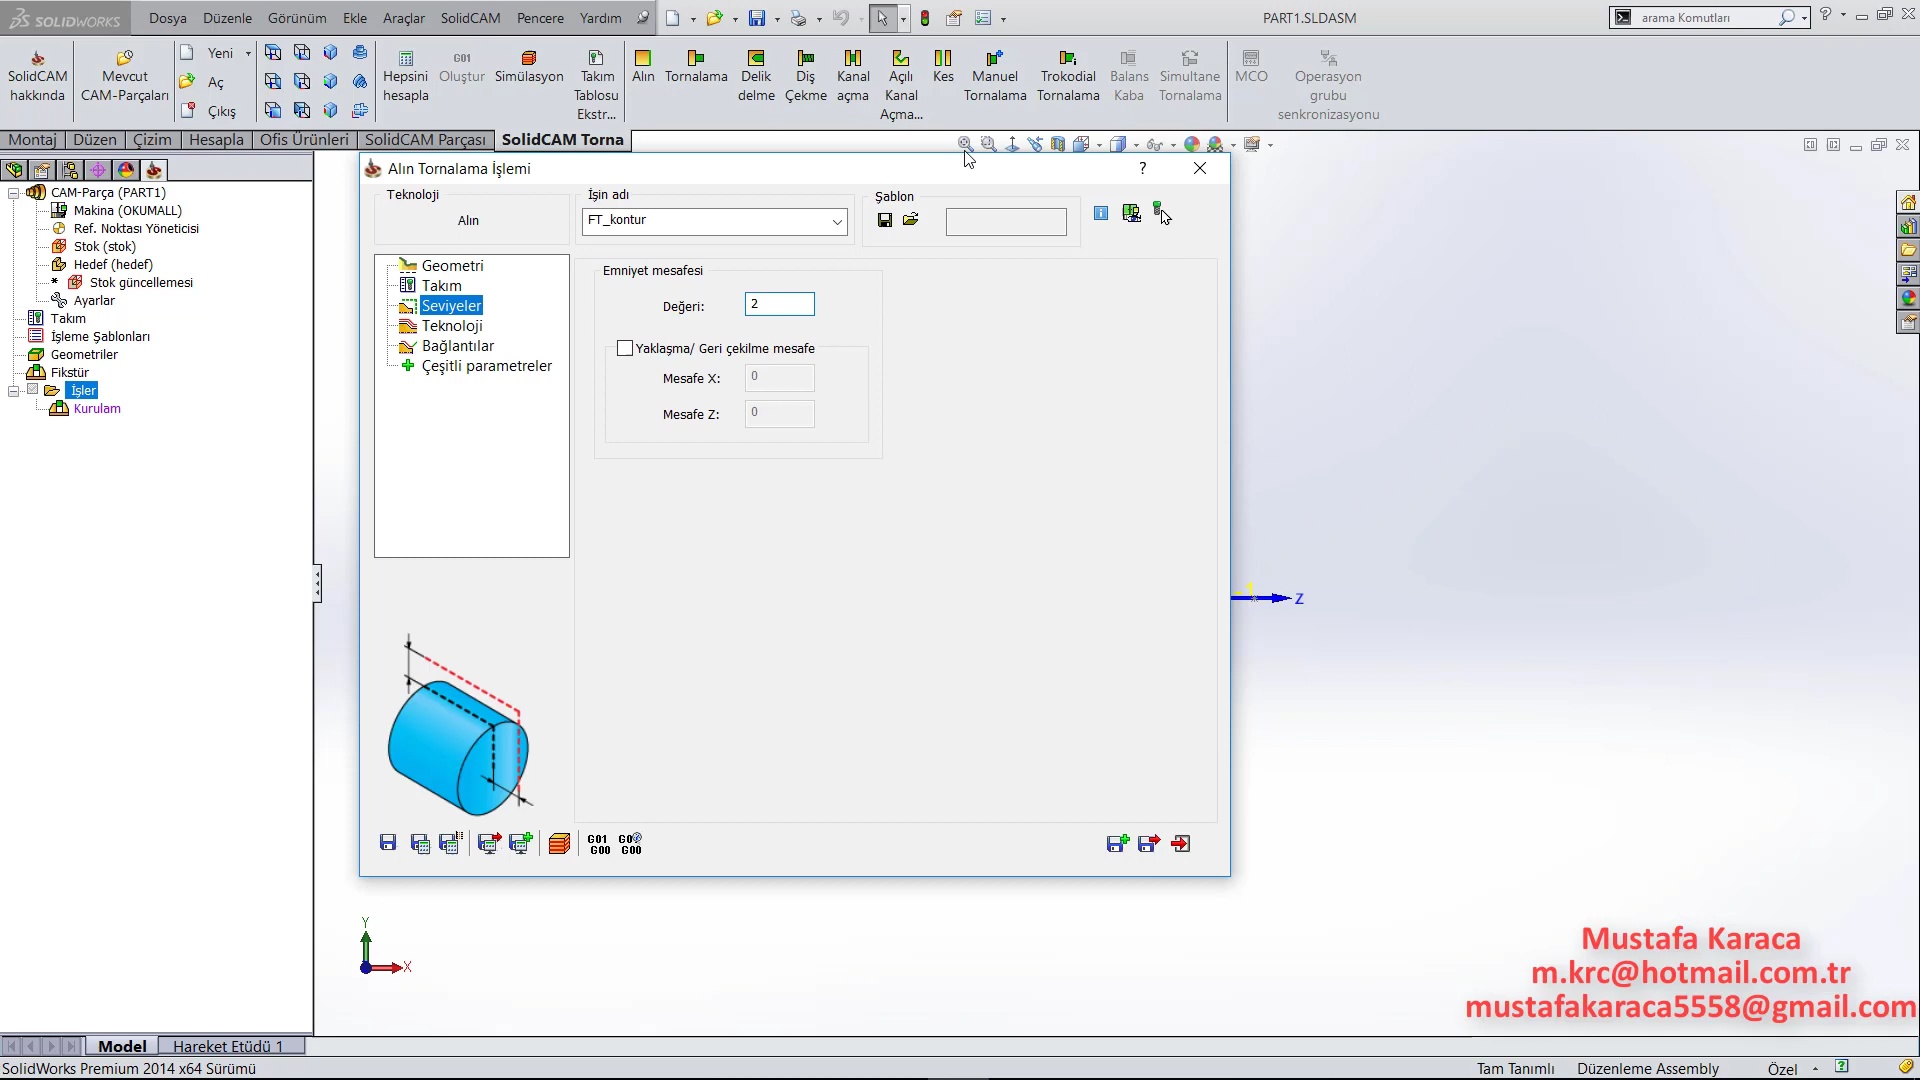 SOLIDWORKS
Dosya Düzenle Görünüm Ekle Araçlar SolidCAM Pencere Yardım
PART1.SLDASM
arama Komutları
SolidCAM hakkında
Mevcut CAM-Parçaları
Yeni
Aç
Çıkış
Hepsini hesapla
G01
Oluştur
Simülasyon
Takım Tablosu Ekstr...
Alın
Tornalama
Delik delme
Diş Çekme
Kanal açma
Açılı Kanal Açma...
Kes
Manuel Tornalama
Trokodial Tornalama
Balans Kaba
Simultane Tornalama
MCO
Operasyon grubu senkronizasyonu
Montaj Düzen Çizim Hesapla Ofis Ürünleri SolidCAM Parçası SolidCAM Torna
CAM-Parça (PART1)
Makina (OKUMALL)
Ref. Noktası Yöneticisi
Stok (stok)
Hedef (hedef)
* Stok güncellemesi
Ayarlar
Takım
İşleme Şablonları
Geometriler
Fikstür
İşler
Kurulam
Alın Tornalama İşlemi
?
Teknoloji
Alın
İşin adı
FT_kontur
Şablon
Geometri
Takım
Seviyeler
Teknoloji
Bağlantılar
Çeşitli parametreler
Emniyet mesafesi
Değeri: 2
Yaklaşma/ Geri çekilme mesafe
Mesafe X: 0
Mesafe Z: 0
G01 G00
G00
Z
Y
X
Mustafa Karaca
m.krc@hotmail.com.tr
mustafakaraca5558@gmail.com
Model Hareket Etüdü 1
SolidWorks Premium 2014 x64 Sürümü
Tam Tanımlı Düzenleme Assembly Özel